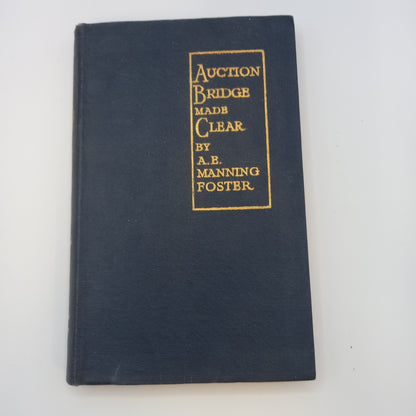 AUCTION
BRIDGE
MADE
CLEAR
BY
A.E.
MANNING
FOSTER